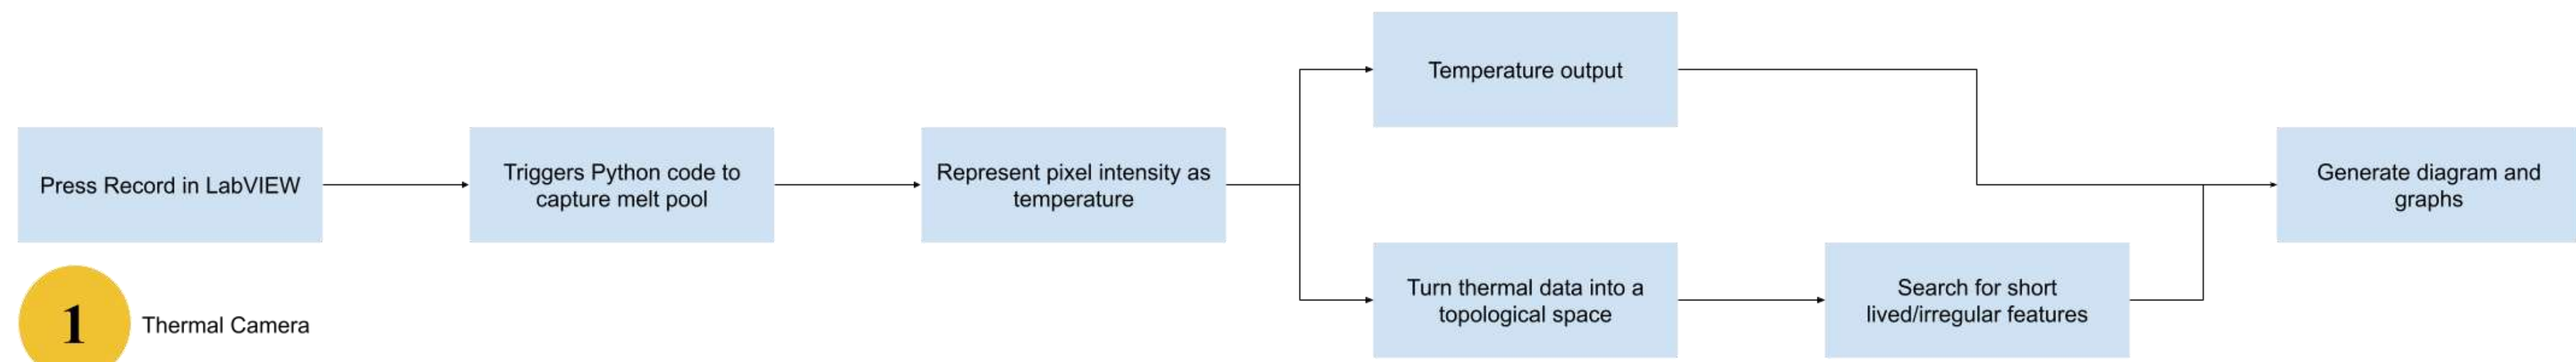 Press Record in LabVIEW
Triggers Python code to
capture melt pool
Represent pixel intensity as
temperature
Temperature output
Turn thermal data into a
topological space
Search for short
lived/irregular features
Generate diagram and
graphs
1
Thermal Camera